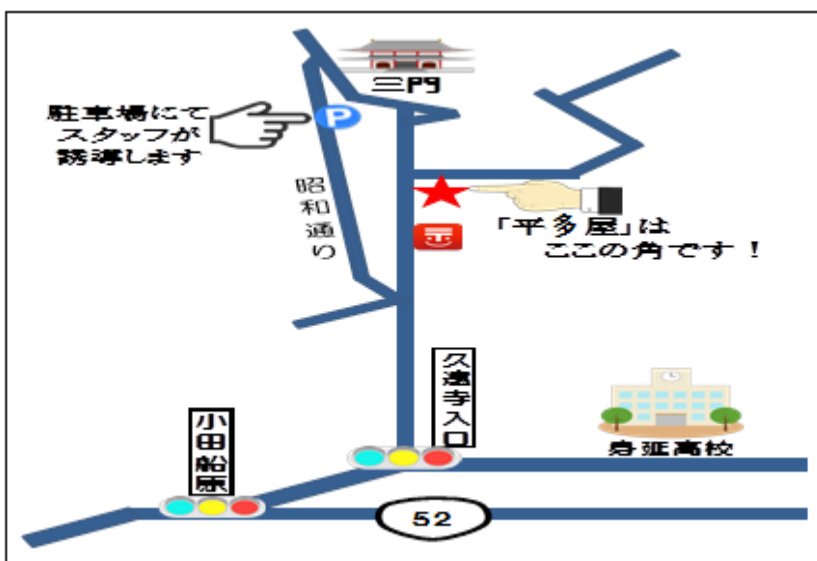 三門
駐車場にて
スタッフが
誘導します
P
昭和通り
「平多屋」は
ここの角です！
久遠寺入口
身延高校
小田船原
52